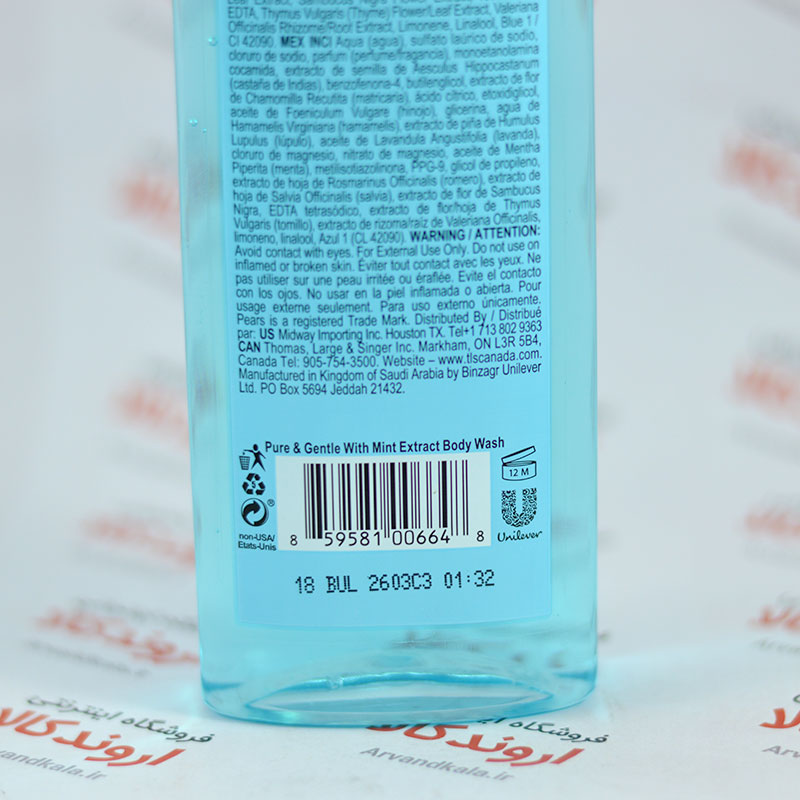 Leaf Extract, Sambucus Nigra Flower
EDTA, Thymus Vulgaris (Thyme) Flower/Leaf Extract, Valeriana
Officinalis Rhizome/Root Extract, Limonene, Linalool, Blue 1 /
CI 42090. MEX INCI Aqua (agua), sulfato laúrico de sodio,
cloruro de sodio, parfum (perfume/fragancia), monoetanolamina
cocamida, extracto de semilla de Aesculus Hippocastanum
(castaña de Indias), benzofenona-4, butilenglicol, extracto de flor
de Chamomilla Recutita (matricaria), ácido cítrico, etoxidiglicol,
aceite de Foeniculum Vulgare (hinojo), glicerina, agua de
Hamamelis Virginiana (hamamelis), extracto de piña de Humulus
Lupulus (lúpulo), aceite de Lavandula Angustifolia (lavanda),
cloruro de magnesio, nitrato de magnesio, aceite de Mentha
Piperita (menta), metilisotiazolinona, PPG-9, glicol de propileno,
extracto de hoja de Rosmarinus Officinalis (romero), extracto de
hoja de Salvia Officinalis (salvia), extracto de flor de Sambucus
Nigra, EDTA tetrasódico, extracto de flor/hoja de Thymus
Vulgaris (tomillo), extracto de rizoma/raíz de Valeriana Officinalis,
limoneno, linalool, Azul 1 (CL 42090). WARNING / ATTENTION:
Avoid contact with eyes. For External Use Only. Do not use on
inflamed or broken skin. Éviter tout contact avec les yeux. Ne
pas utiliser sur une peau irritée ou éraflée. Evite el contacto
con los ojos. No usar en la piel inflamada o abierta. Pour
usage externe seulement. Para uso externo únicamente.
Pears is a registered Trade Mark. Distributed By / Distribué
par: US Midway Importing Inc. Houston TX. Tel+1 713 802 9363
CAN Thomas, Large & Singer Inc. Markham, ON L3R 5B4,
Canada Tel: 905-754-3500. Website – www.tlscanada.com.
Manufactured in Kingdom of Saudi Arabia by Binzagr Unilever
Ltd. PO Box 5694 Jeddah 21432.
Pure & Gentle With Mint Extract Body Wash
12 M
5
®
non-USA/
Etats-Unis
8 59581 00664 8
Unilever
18 BUL 2603C3 01:32
فروشگاه اینترنتی
اروندکالا
Arvandkala.ir
فروشگاه اینترنتی
اروندکالا
Arvandkala.ir